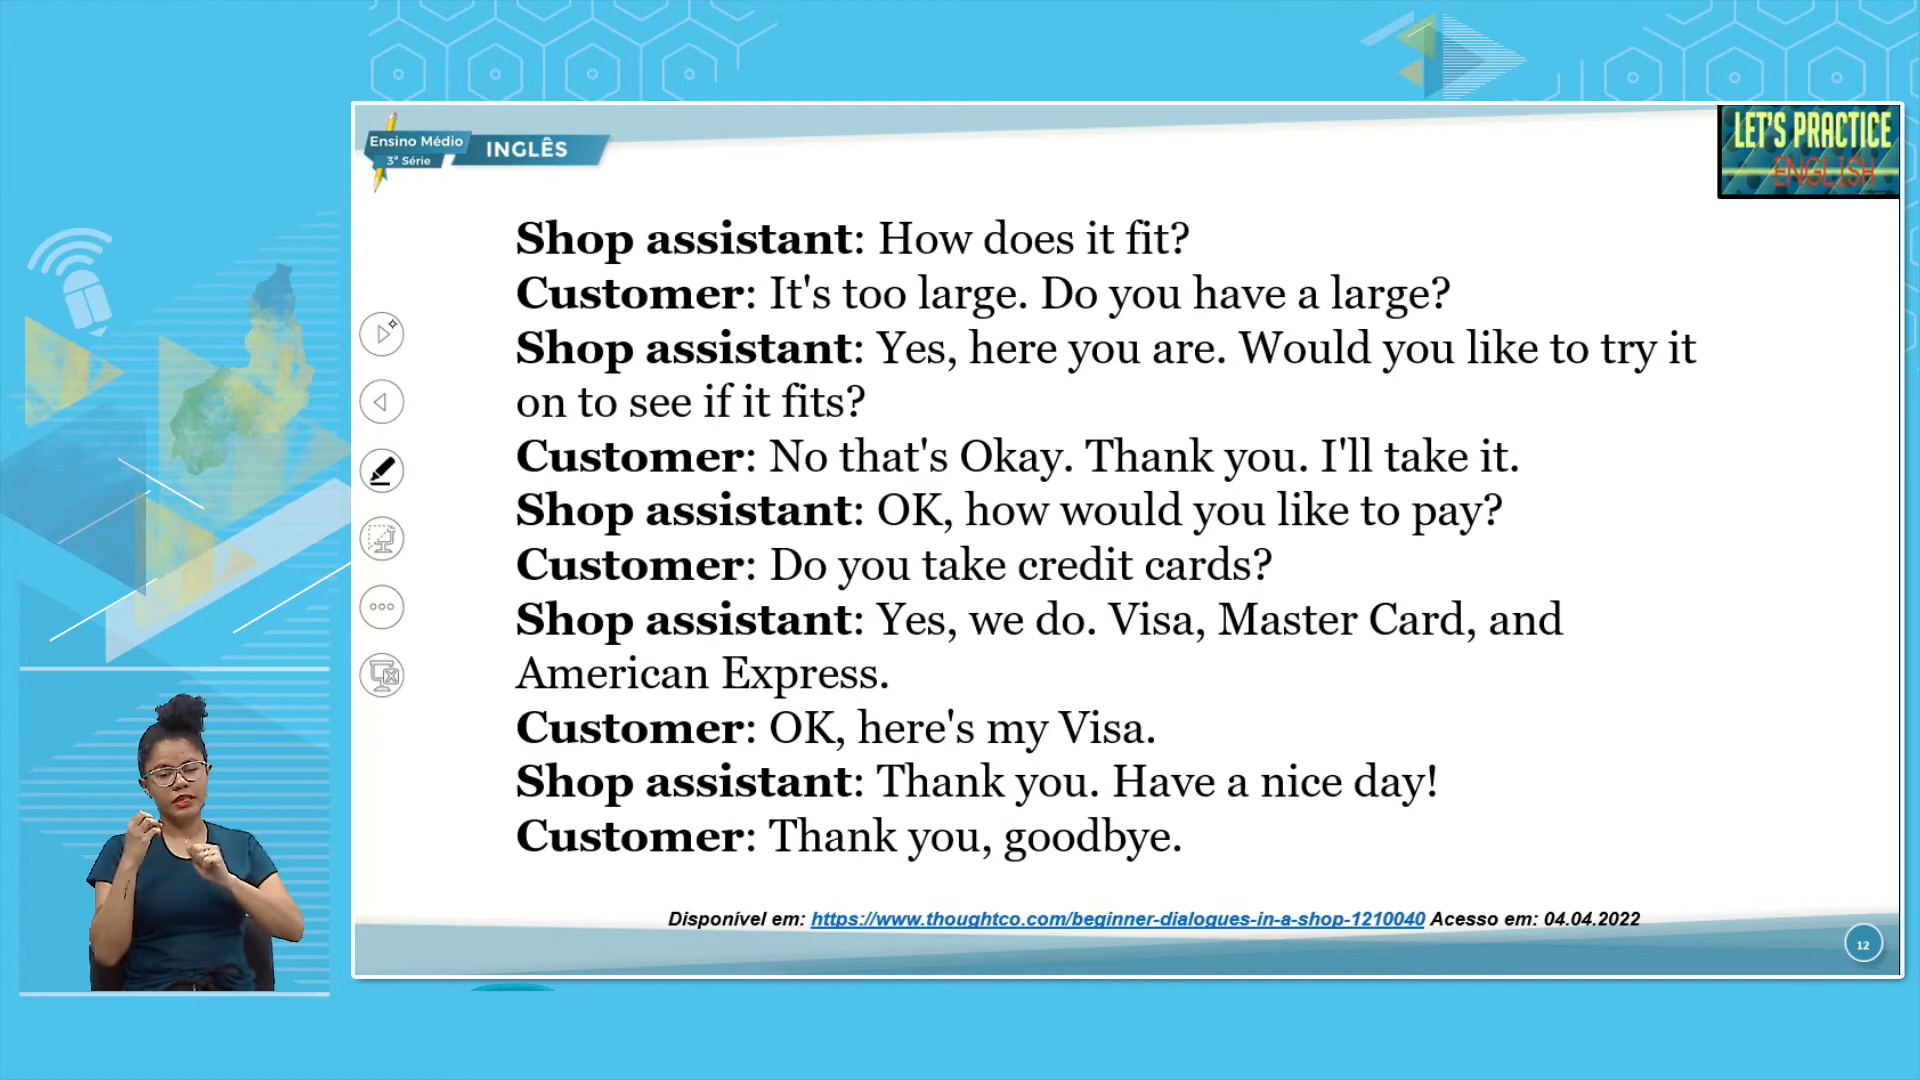 LET'S PRACTICE
ENGLISH
Ensino Médio
3ª Série
INGLÊS
Shop assistant: How does it fit?
Customer: It's too large. Do you have a large?
Shop assistant: Yes, here you are. Would you like to try it
on to see if it fits?
Customer: No that's Okay. Thank you. I'll take it.
Shop assistant: OK, how would you like to pay?
Customer: Do you take credit cards?
Shop assistant: Yes, we do. Visa, Master Card, and
American Express.
Customer: OK, here's my Visa.
Shop assistant: Thank you. Have a nice day!
Customer: Thank you, goodbye.
Disponível em: https://www.thoughtco.com/beginner-dialogues-in-a-shop-1210040 Acesso em: 04.04.2022
12